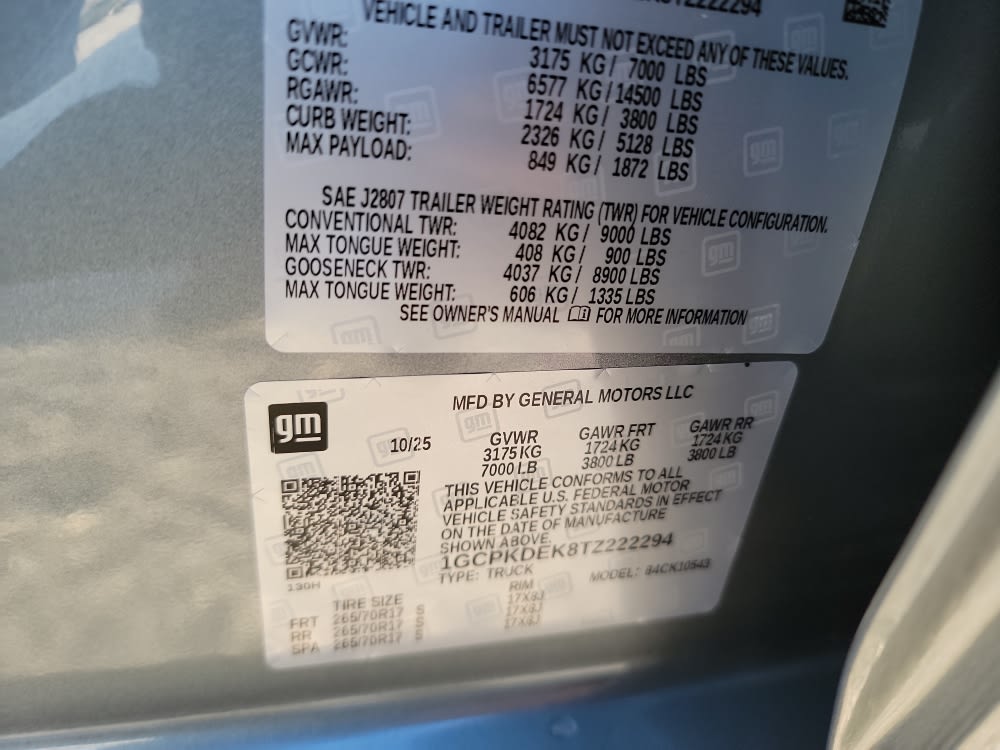 VEHICLE AND TRAILER MUST NOT EXCEED ANY OF THESE VALUES.
GVWR: 3175 KG/ 7000 LBS
GCWR: 6577 KG/14500 LBS
RGAWR: 1724 KG/ 3800 LBS
CURB WEIGHT: 2326 KG/ 5128 LBS
MAX PAYLOAD: 849 KG/ 1872 LBS
SAE J2807 TRAILER WEIGHT RATING (TWR) FOR VEHICLE CONFIGURATION.
CONVENTIONAL TWR: 4082 KG/ 9000 LBS
MAX TONGUE WEIGHT: 408 KG/ 900 LBS
GOOSENECK TWR: 4037 KG/ 8900 LBS
MAX TONGUE WEIGHT: 606 KG/ 1335 LBS
SEE OWNER'S MANUAL FOR MORE INFORMATION
gm
MFD BY GENERAL MOTORS LLC
10/25 GVWR GAWR FRT GAWR RR
3175 KG 1724 KG 1724 KG
7000 LB 3800 LB 3800 LB
THIS VEHICLE CONFORMS TO ALL
APPLICABLE U.S. FEDERAL MOTOR
VEHICLE SAFETY STANDARDS IN EFFECT
ON THE DATE OF MANUFACTURE
SHOWN ABOVE.
1GCPKDEK8TZ222294
TYPE: TRUCK MODEL: 84CK10543
130H
TIRE SIZE RIM
FRT 265/70R17 S 17X8J
RR 265/70R17 S 17X8J
SPA 265/70R17 S 17X8J